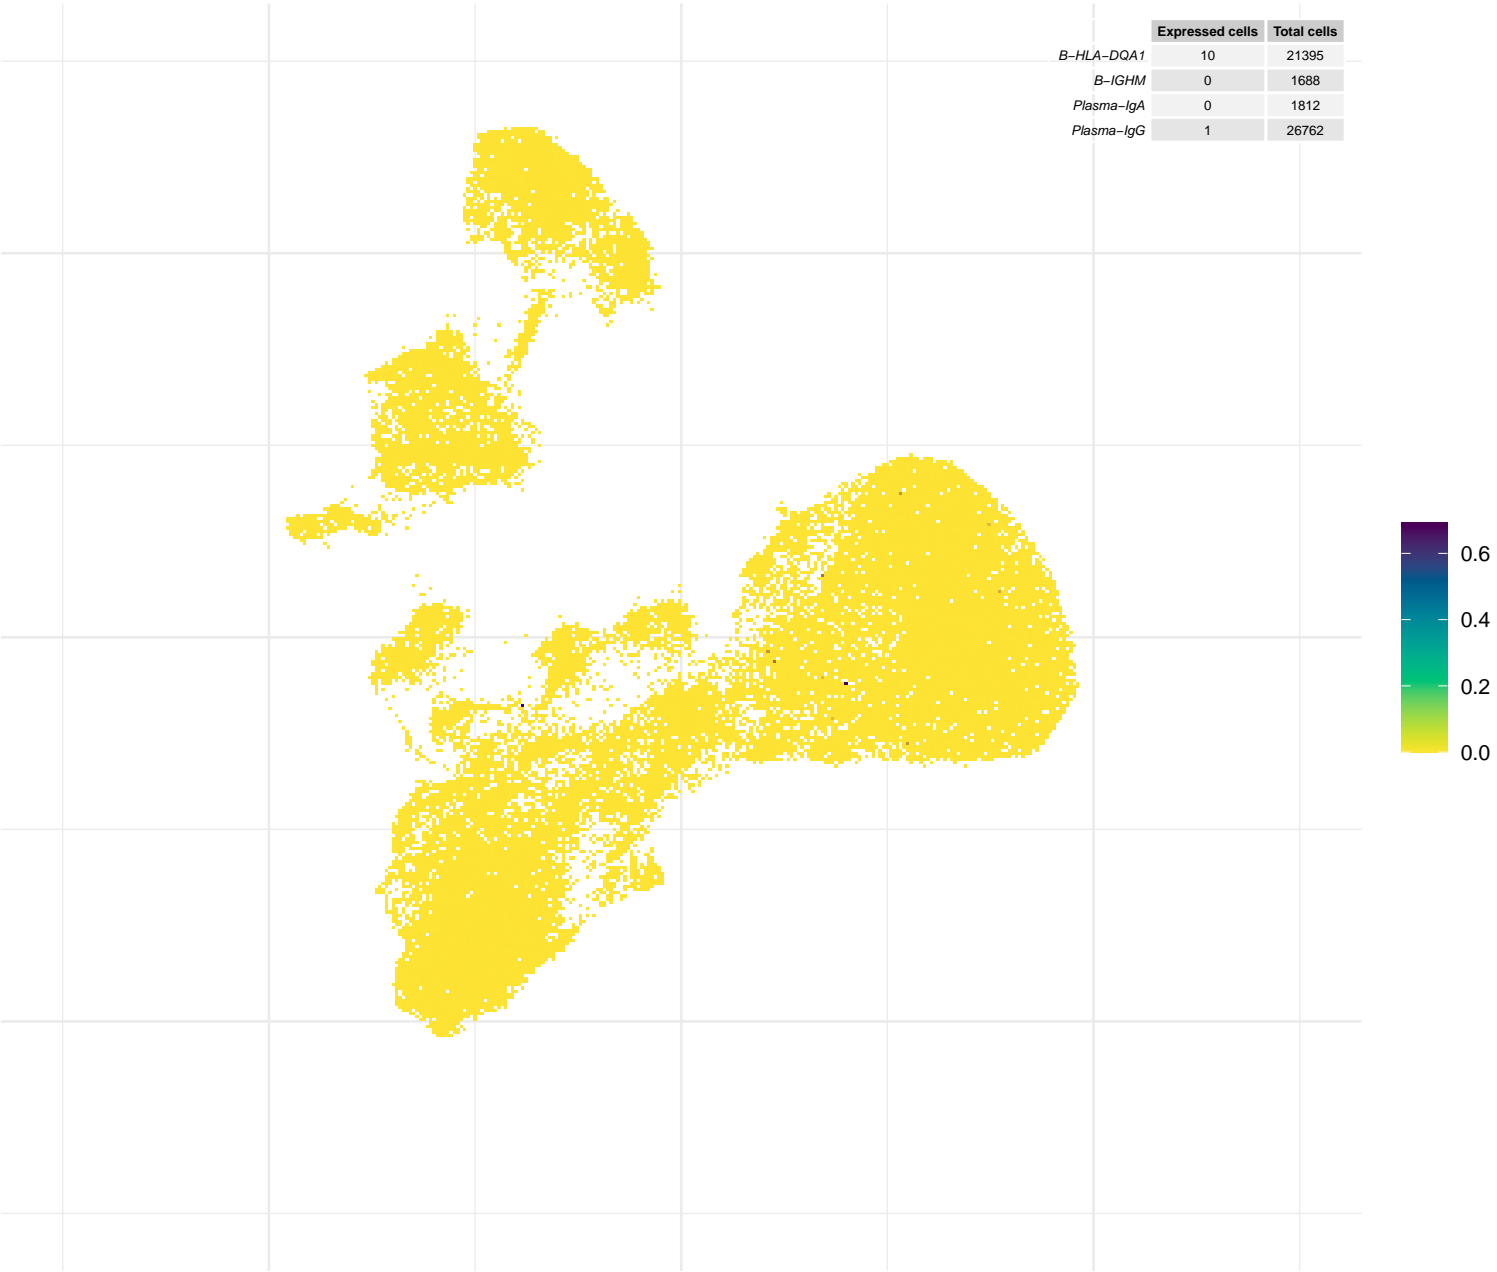 Expressed cells Total cells
B−HLA−DQA1 10 21395
B−IGHM 0 1688
Plasma−IgA 0 1812
Plasma−IgG 1 26762
0.6
0.4
0.2
0.0